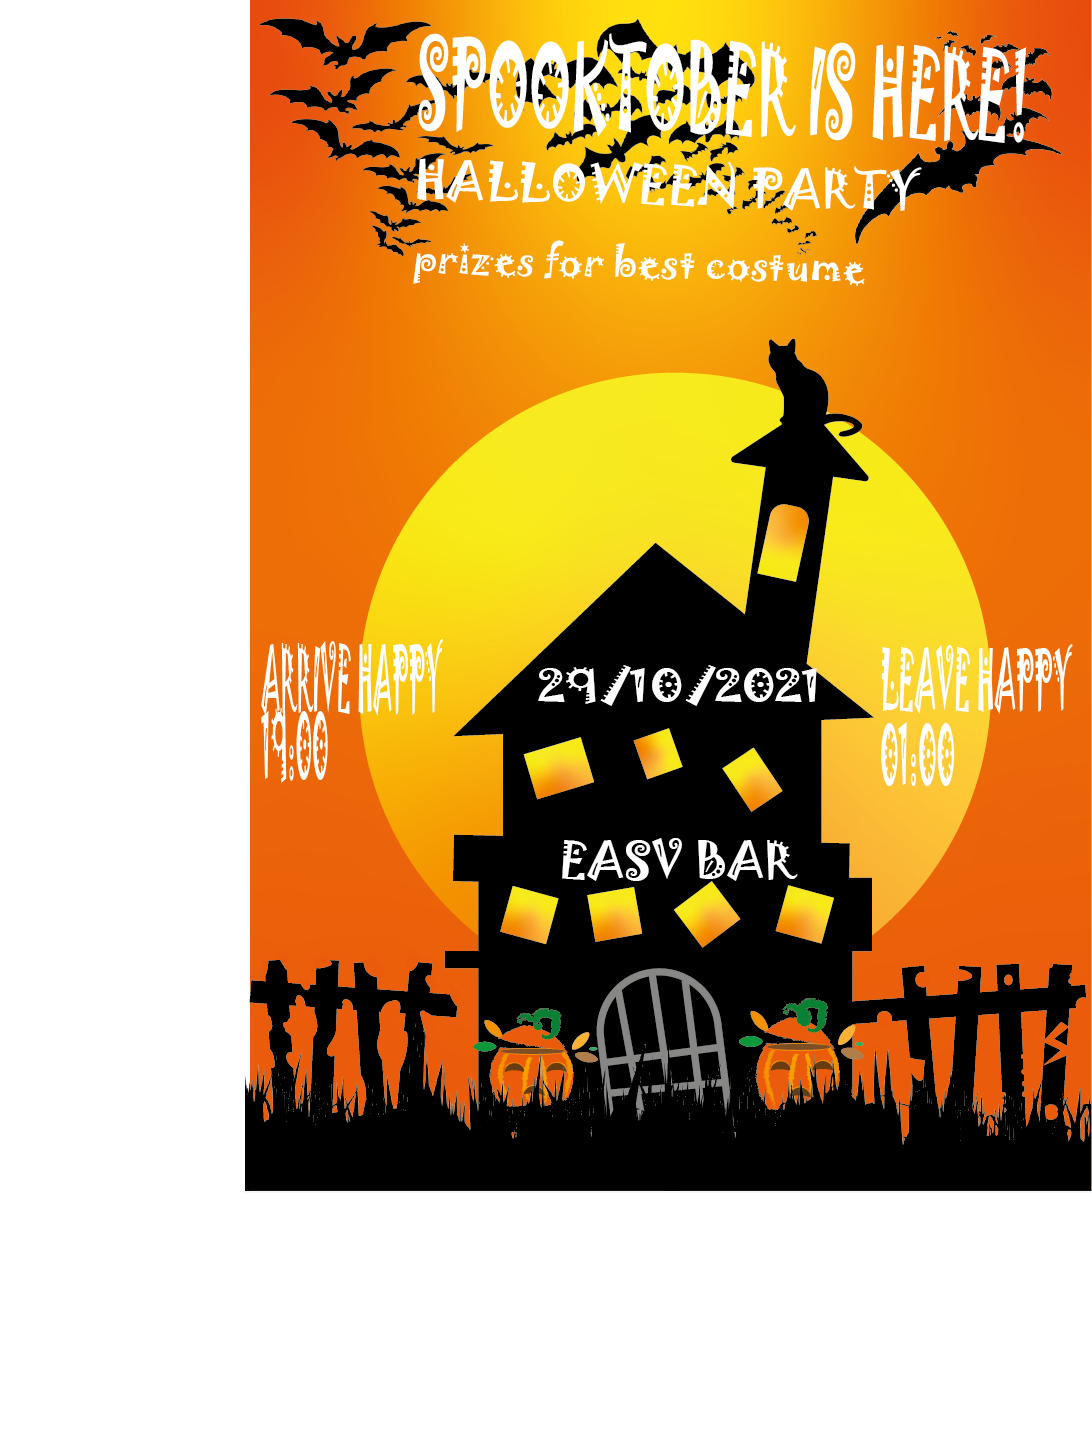 SPOOKTOBER IS HERE!
HALLOWEEN PARTY
prizes for best costume
ARRIVE HAPPY
19:00
29/10/2021
LEAVE HAPPY
01:00
EASV BAR